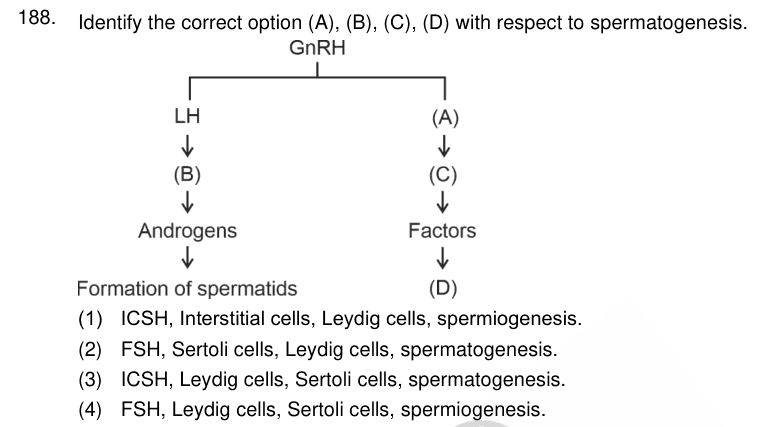 188. Identify the correct option (A), (B), (C), (D) with respect to spermatogenesis.
GnRH
LH (A)
(B) (C)
Androgens Factors
Formation of spermatids (D)
(1) ICSH, Interstitial cells, Leydig cells, spermiogenesis.
(2) FSH, Sertoli cells, Leydig cells, spermatogenesis.
(3) ICSH, Leydig cells, Sertoli cells, spermatogenesis.
(4) FSH, Leydig cells, Sertoli cells, spermiogenesis.